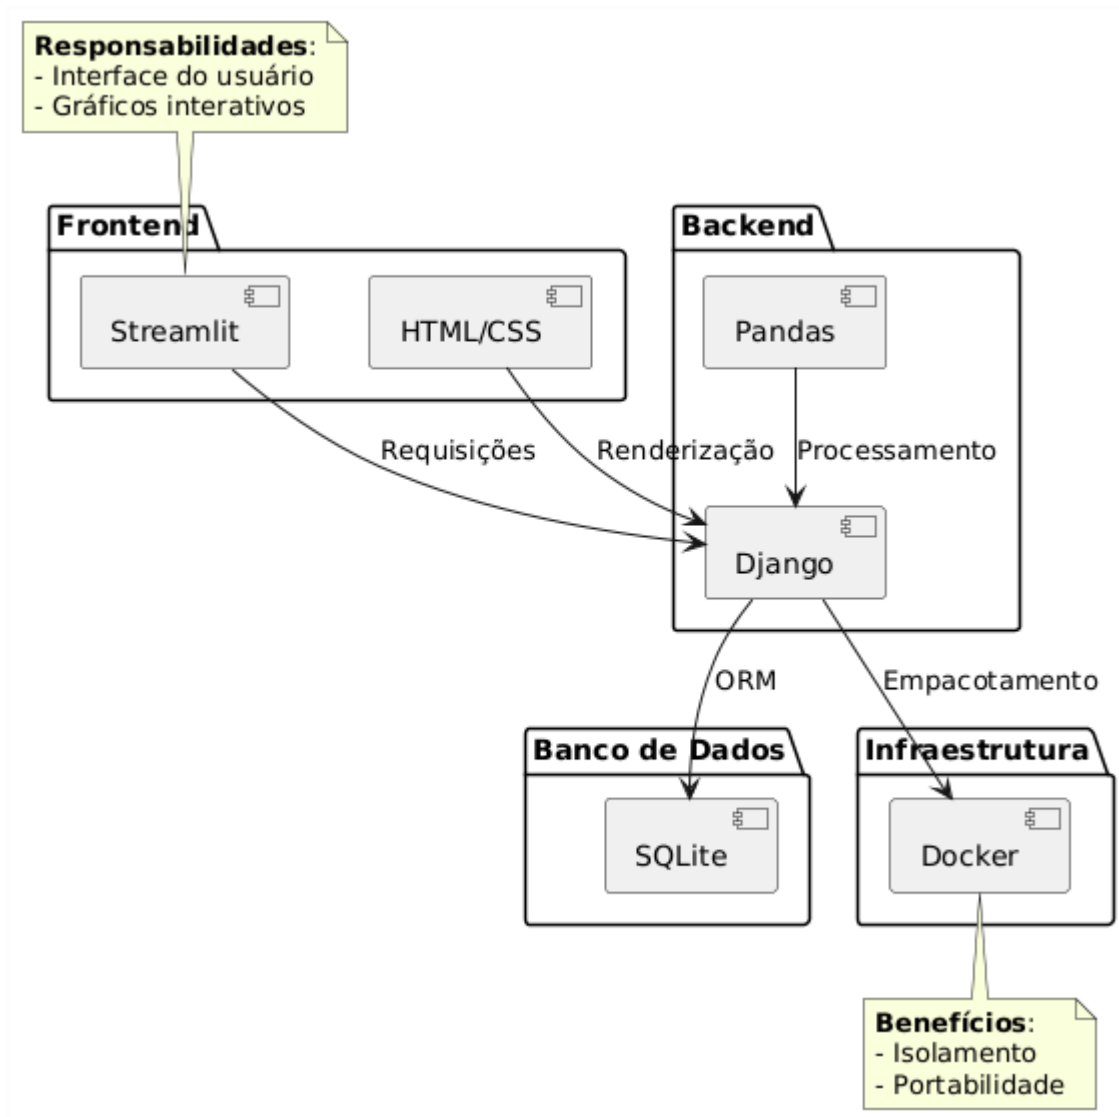 Responsabilidades:
- Interface do usuário
- Gráficos interativos
Frontend
Backend
Streamlit
HTML/CSS
Pandas
Requisições
Renderização
Processamento
Django
ORM
Empacotamento
Banco de Dados
Infraestrutura
SQLite
Docker
Benefícios:
- Isolamento
- Portabilidade